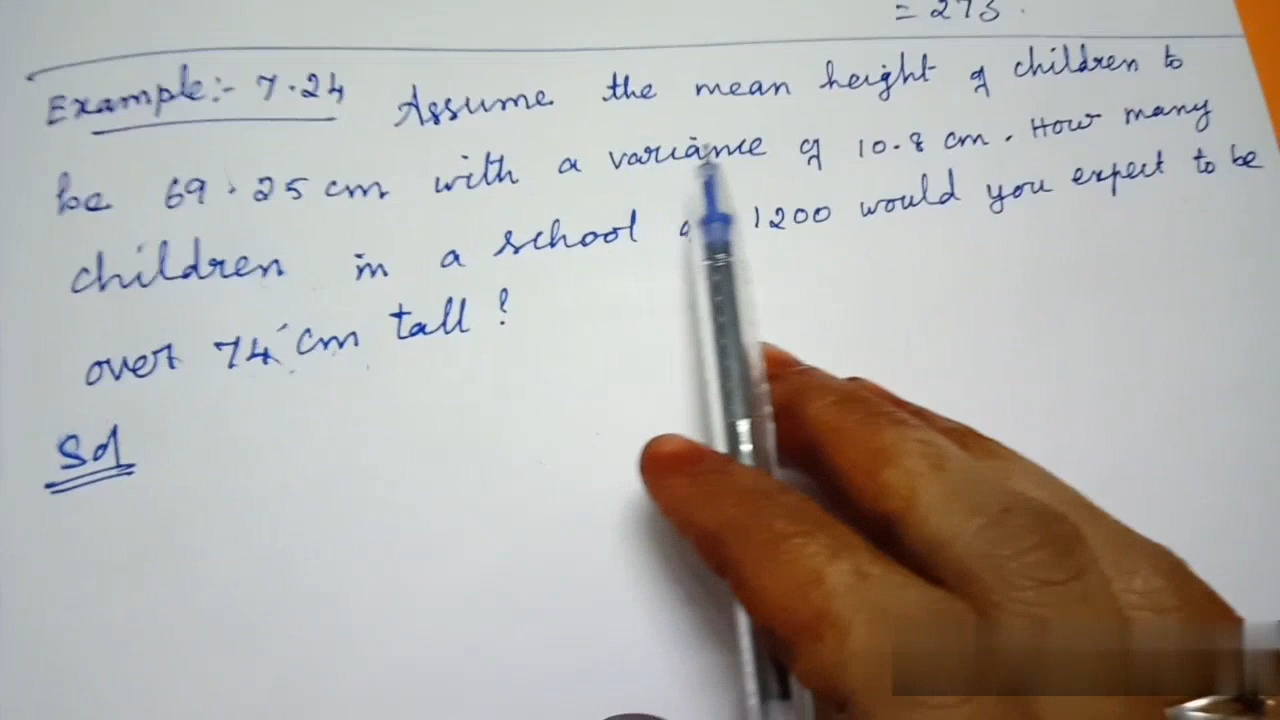 = 273.
Example:- 7.24 Assume the mean height of children to
be 69.25 cm with a variance of 10.8 cm. How many
children in a school 1200 would you expect to be
over 74 cm tall?
Sol